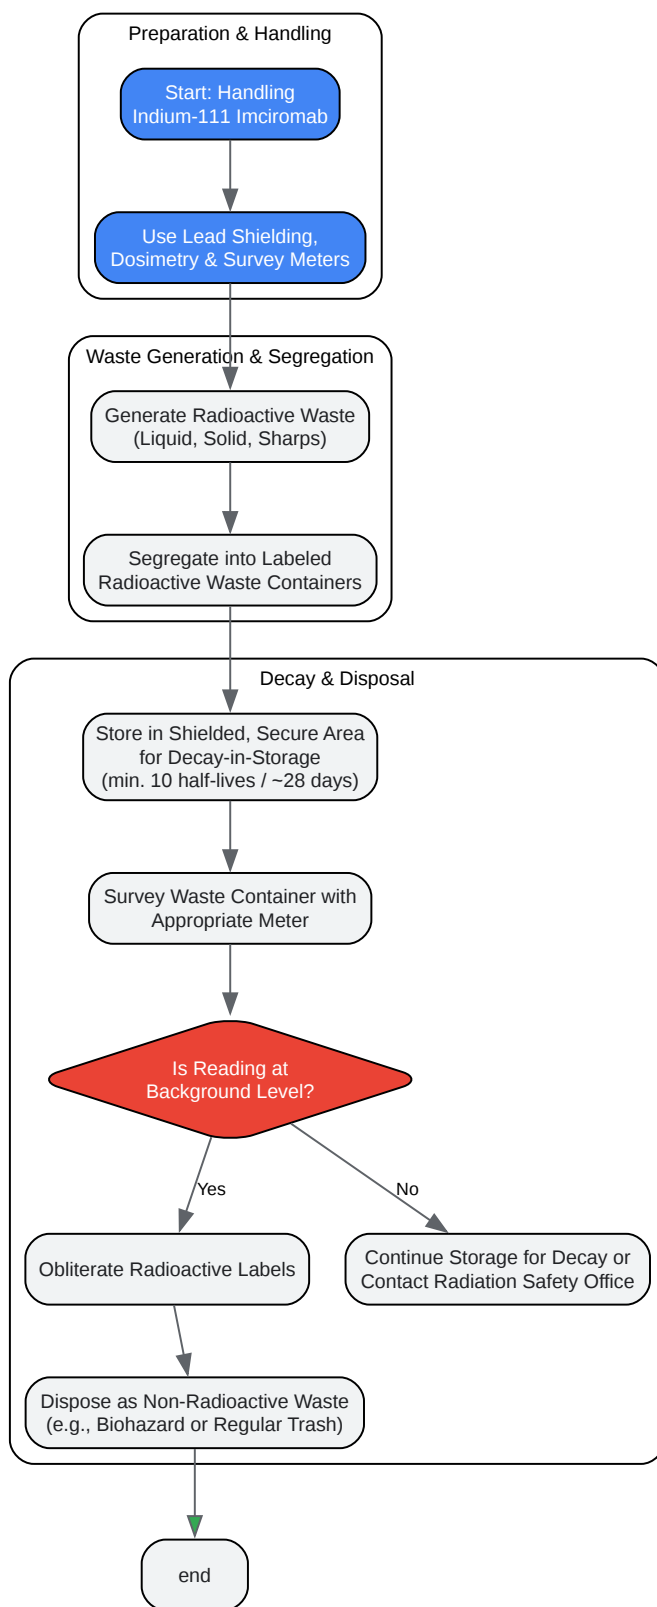 Preparation & Handling
Start: Handling
Indium-111 Imciromab
Use Lead Shielding,
Dosimetry & Survey Meters
Waste Generation & Segregation
Generate Radioactive Waste
(Liquid, Solid, Sharps)
Segregate into Labeled
Radioactive Waste Containers
Decay & Disposal
Store in Shielded, Secure Area
for Decay-in-Storage
(min. 10 half-lives / ~28 days)
Survey Waste Container with
Appropriate Meter
Is Reading at
Background Level?
Yes
No
Obliterate Radioactive Labels
Continue Storage for Decay or
Contact Radiation Safety Office
Dispose as Non-Radioactive Waste
(e.g., Biohazard or Regular Trash)
end